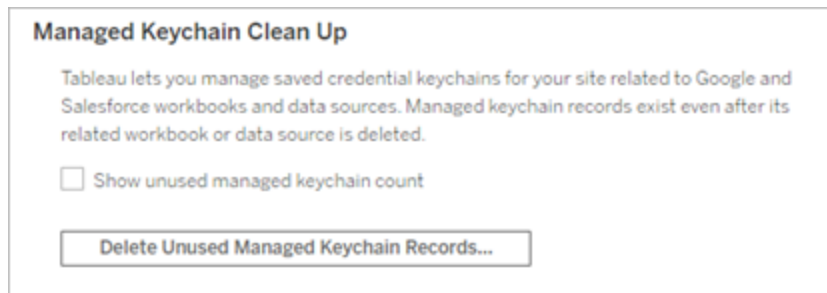 Managed Keychain Clean Up
Tableau lets you manage saved credential keychains for your site related to Google and
Salesforce workbooks and data sources. Managed keychain records exist even after its
related workbook or data source is deleted.
Show unused managed keychain count
Delete Unused Managed Keychain Records...